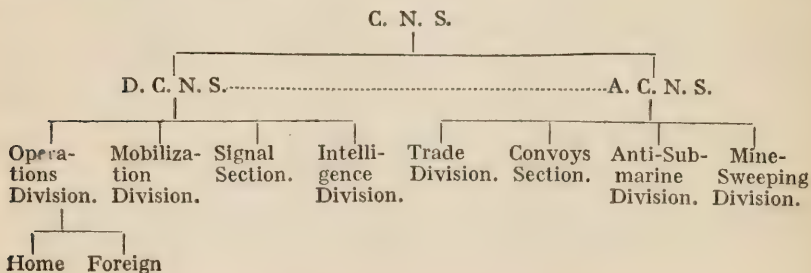 C. N. S.
D. C. N. S. A. C. N. S.
Opera- Mobiliza- Signal Intelli- Trade Convoys Anti-Sub- Mine-
tions tion Section. gence Division. Section. marine Sweeping
Division. Division. Division. Division. Division.
Home Foreign